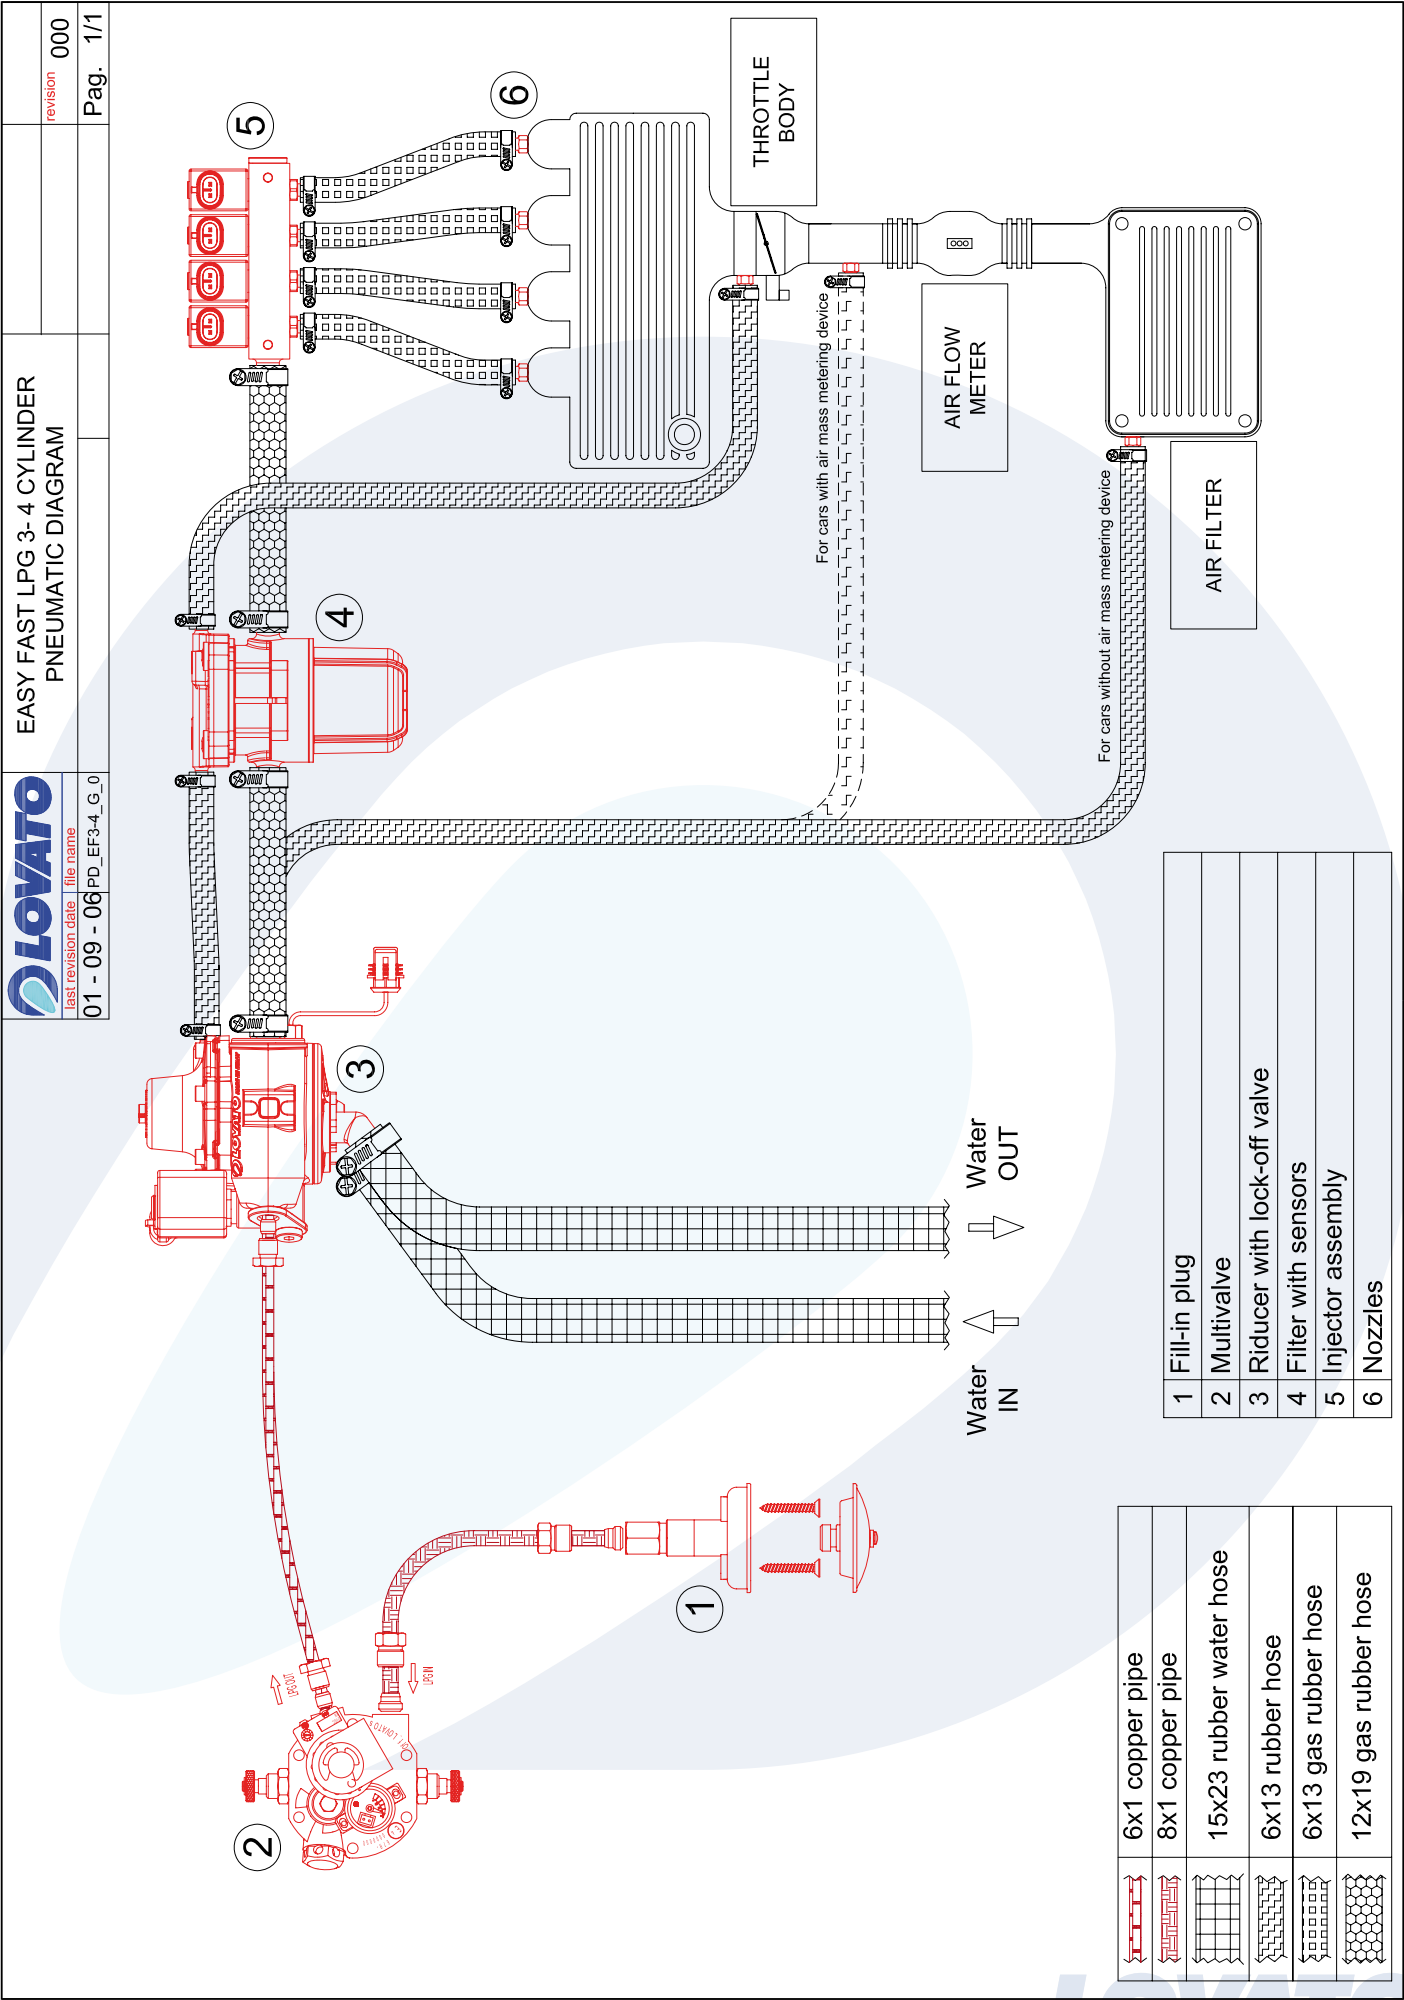 LOVATO
EASY FAST LPG 3- 4 CYLINDER
PNEUMATIC DIAGRAM
revision 000
last revision date
file name
01 - 09 - 06
PD_EF3-4_G_0
Pag. 1/1
5
6
4
3
2
1
THROTTLE
BODY
AIR FLOW
METER
AIR FILTER
For cars with air mass metering device
For cars without air mass metering device
LOVATO
Water
OUT
Water
IN
LPG OUT
LPG IN
LOVATO
1 Fill-in plug
2 Multivalve
3 Riducer with lock-off valve
4 Filter with sensors
5 Injector assembly
6 Nozzles
6x1 copper pipe
8x1 copper pipe
15x23 rubber water hose
6x13 rubber hose
6x13 gas rubber hose
12x19 gas rubber hose
LOVATO